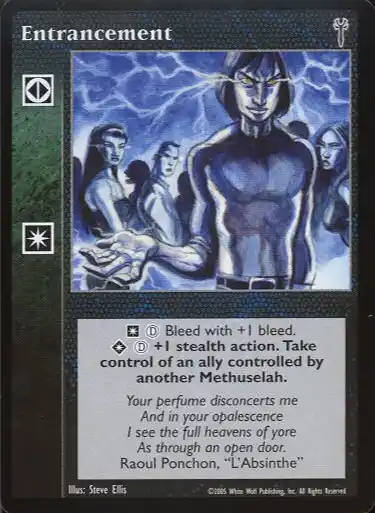 Entrancement
D Bleed with +1 bleed.
D +1 stealth action. Take
control of an ally controlled by
another Methuselah.
Your perfume disconcerts me
And in your opalescence
I see the full heavens of yore
As through an open door.
Raoul Ponchon, “L'Absinthe”
Illus: Steve Ellis
©2005 White Wolf Publishing, Inc. All Rights Reserved